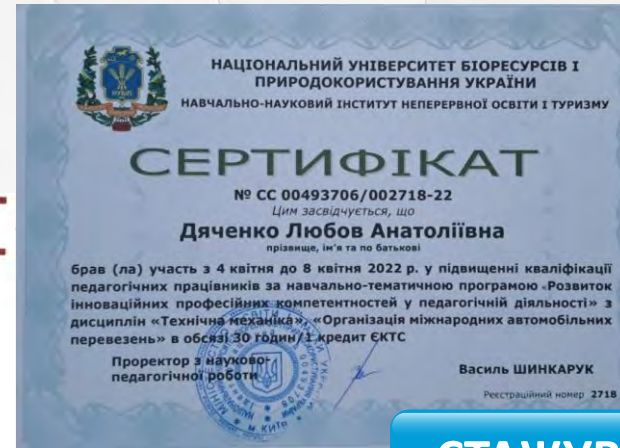 НАЦІОНАЛЬНИЙ УНІВЕРСИТЕТ БІОРЕСУРСІВ І
ПРИРОДОКОРИСТУВАННЯ УКРАЇНИ
НАВЧАЛЬНО-НАУКОВИЙ ІНСТИТУТ НЕПЕРЕРВНОЇ ОСВІТИ І ТУРИЗМУ
СЕРТИФІКАТ
№ СС 00493706/002718-22
Цим засвідчується, що
Дяченко Любов Анатоліївна
прізвище, ім'я та по батькові
брав (ла) участь з 4 квітня до 8 квітня 2022 р. у підвищенні кваліфікації
педагогічних працівників за навчально-тематичною програмою «Розвиток
інноваційних професійних компетентностей у педагогічній діяльності» з
дисциплін «Технічна механіка», «Організація міжнародних автомобільних
перевезень» в обсязі 30 годин/1 кредит ЄКТС
Проректор з науково-
педагогічної роботи
Василь ШИНКАРУК
Реєстраційний номер 2718
м. КИЇВ